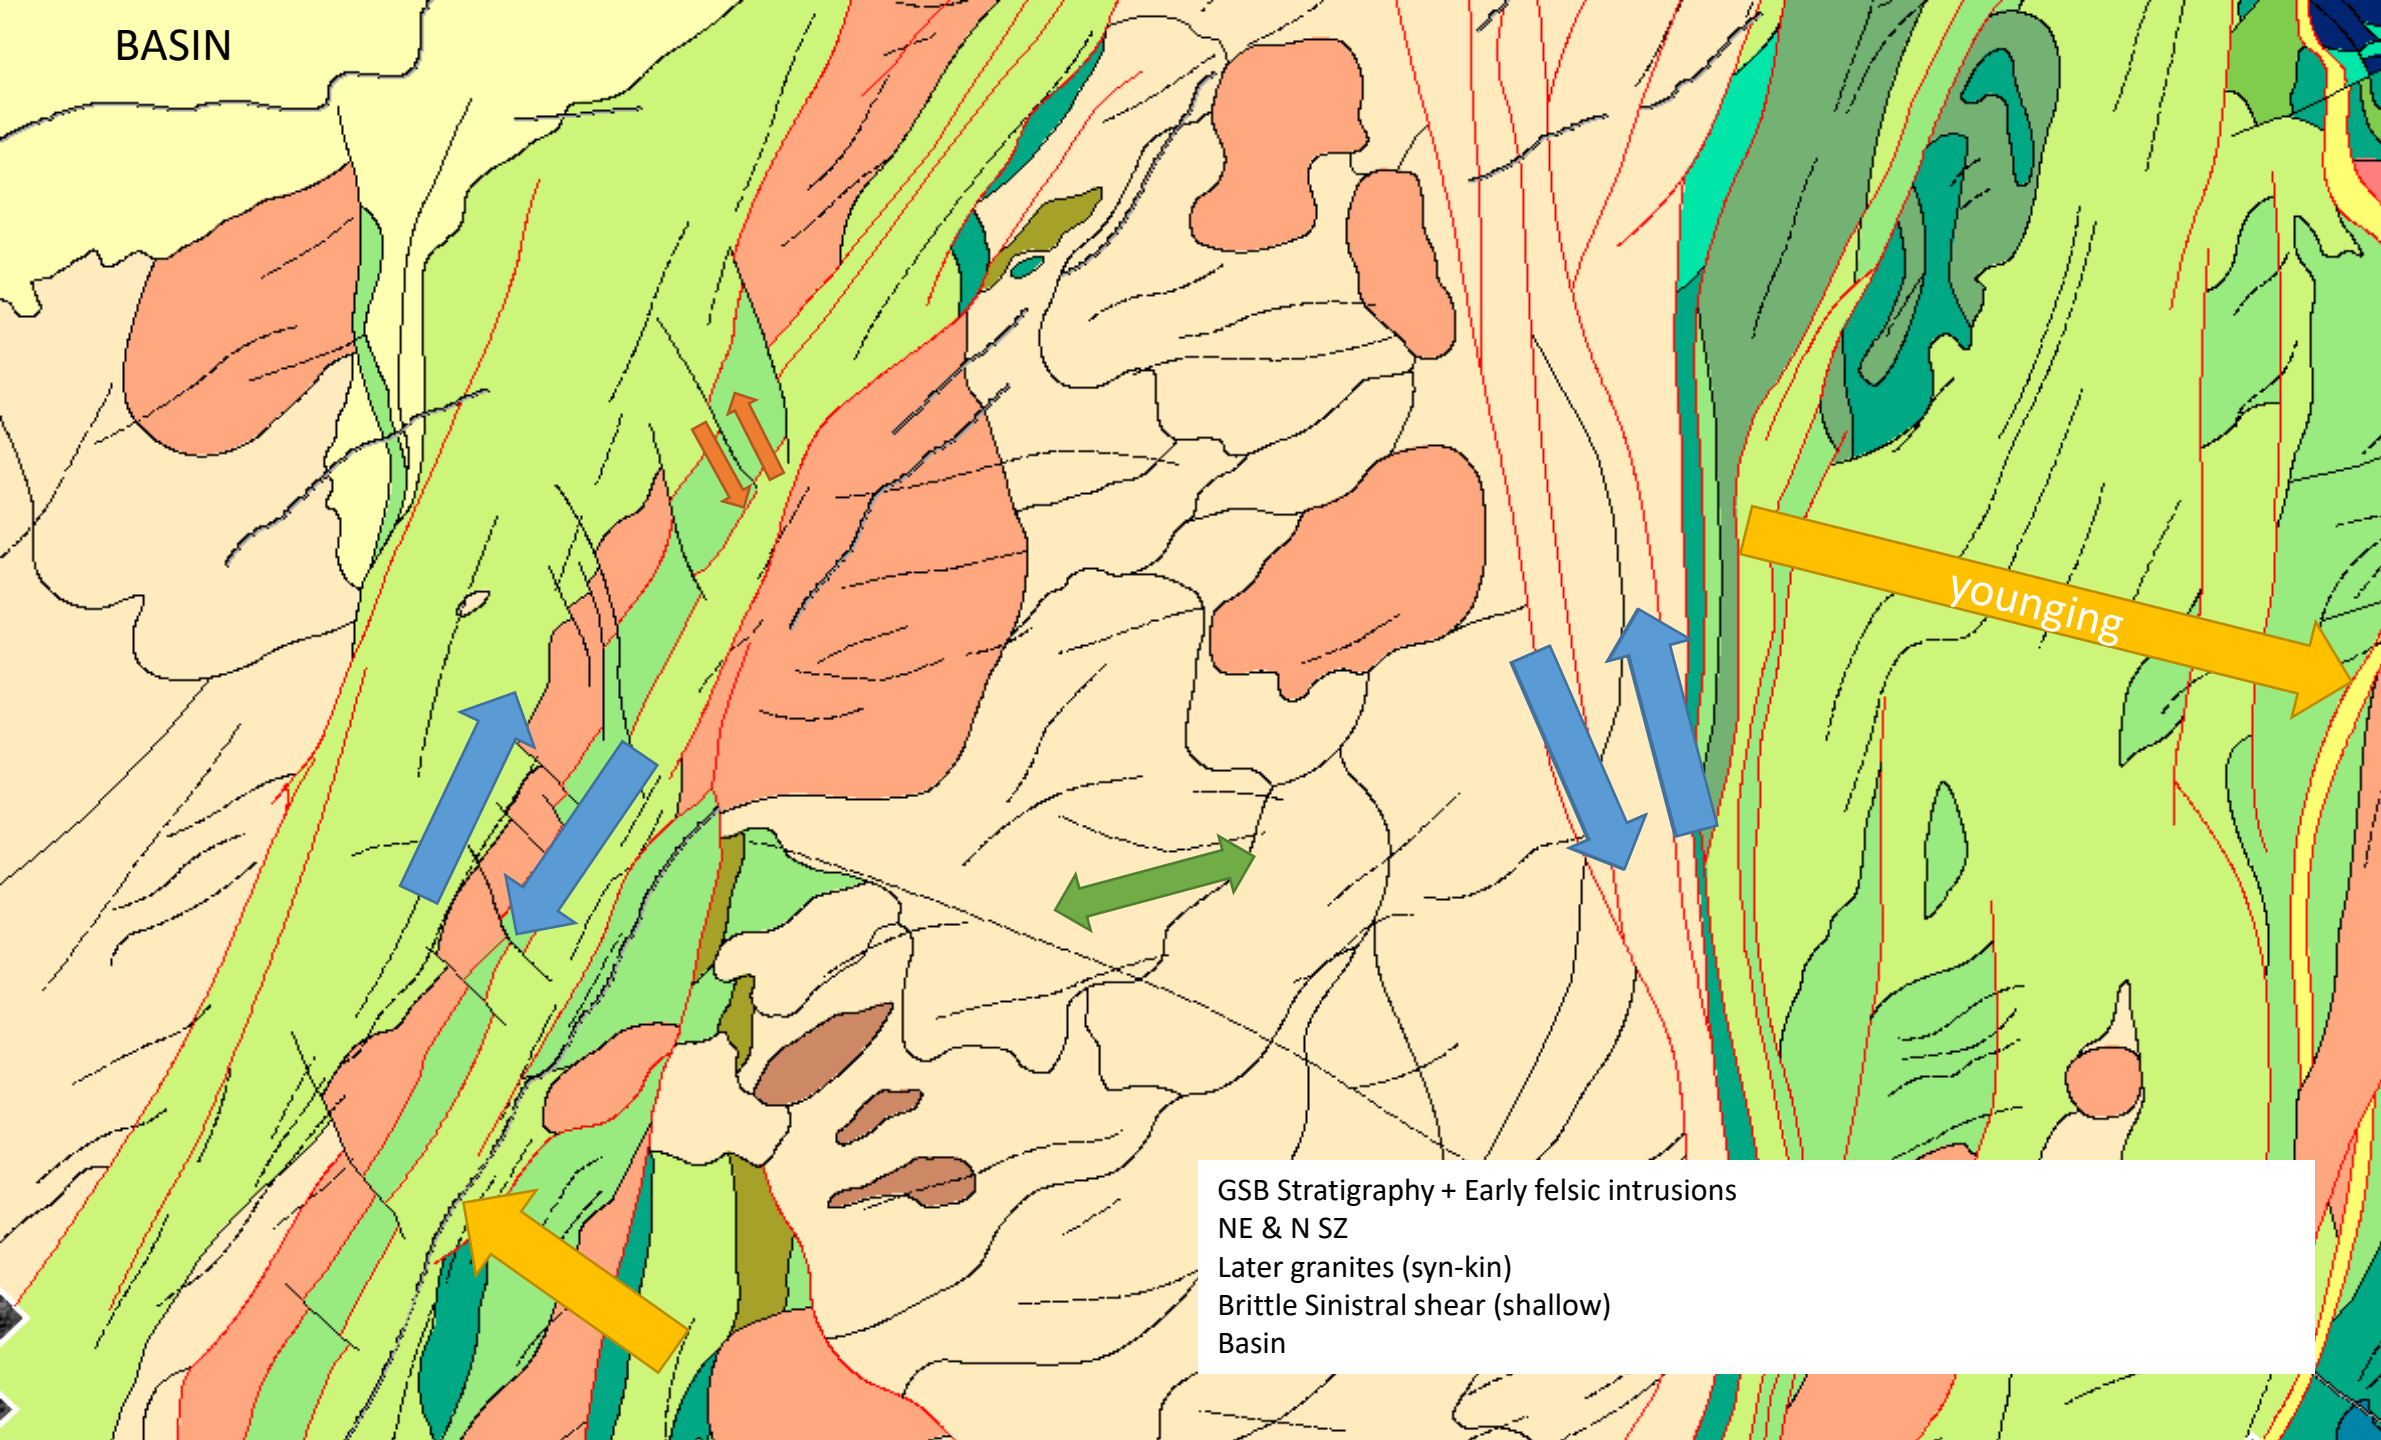 BASIN
younging
GSB Stratigraphy + Early felsic intrusions
NE & N SZ
Later granites (syn-kin)
Brittle Sinistral shear (shallow)
Basin